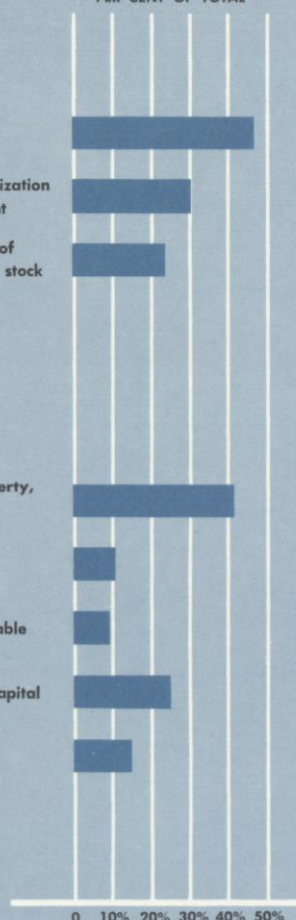 PER CENT OF TOTAL
ization
t
of
stock
erty,
able
apital
0 10% 20% 30% 40% 50%